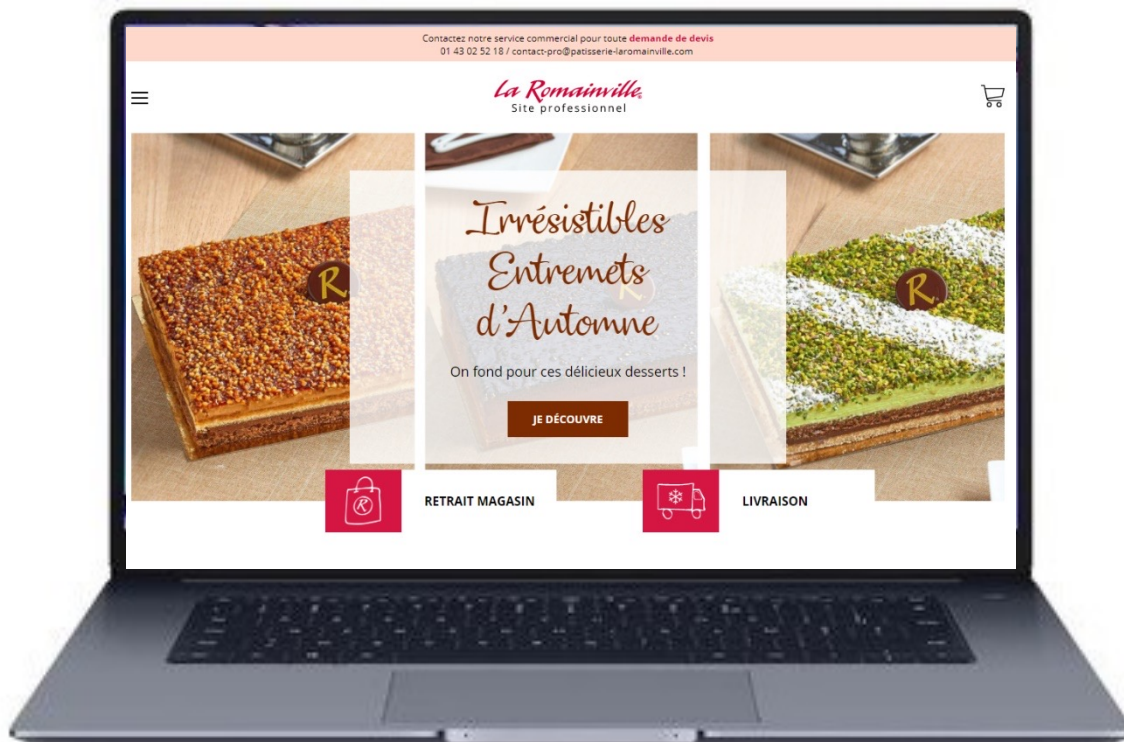 Contactez notre service commercial pour toute demande de devis
01 43 02 52 18 / contact-pro@patisserie-laromainville.com
La Romainville®
Site professionnel
Irrésistibles
Entremets
d'Automne
R.
R.
R.
On fond pour ces délicieux desserts !
JE DÉCOUVRE
R
RETRAIT MAGASIN
LIVRAISON